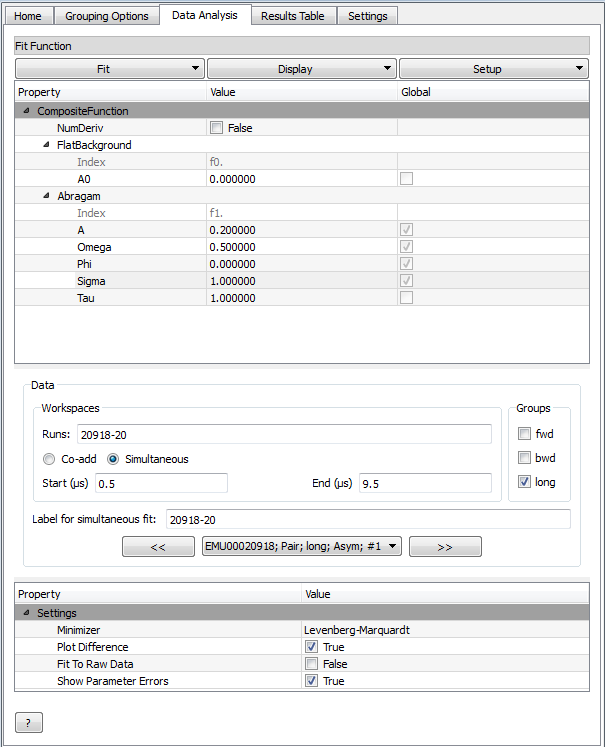 Home Grouping Options Data Analysis Results Table Settings
Fit Function
Fit Display Setup
Property Value Global
CompositeFunction
NumDeriv False
FlatBackground
Index f0.
A0 0.000000
Abragam
Index f1.
A 0.200000
Omega 0.500000
Phi 0.000000
Sigma 1.000000
Tau 1.000000
Data
Workspaces
Runs: 20918-20
Co-add Simultaneous
Start (µs) 0.5 End (µs) 9.5
Groups
fwd
bwd
long
Label for simultaneous fit: 20918-20
<< EMU00020918; Pair; long; Asym; #1 >>
Property Value
Settings
Minimizer Levenberg-Marquardt
Plot Difference True
Fit To Raw Data False
Show Parameter Errors True
?